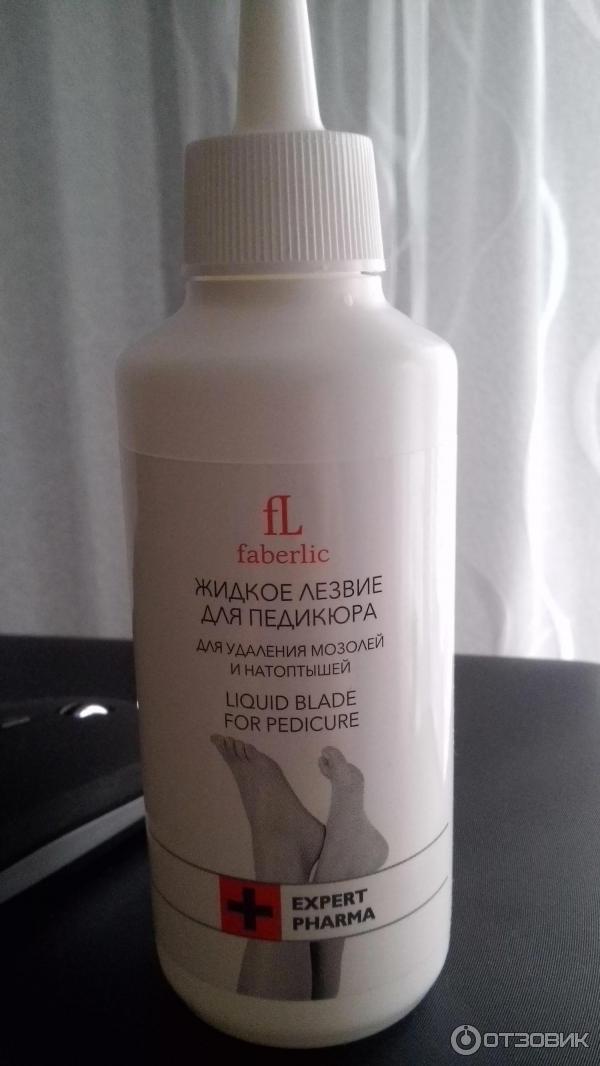 fL
faberlic
ЖИДКОЕ ЛЕЗВИЕ
ДЛЯ ПЕДИКЮРА
ДЛЯ УДАЛЕНИЯ МОЗОЛЕЙ
И НАТОПТЫШЕЙ
LIQUID BLADE
FOR PEDICURE
EXPERT
PHARMA
ОТЗОВИК